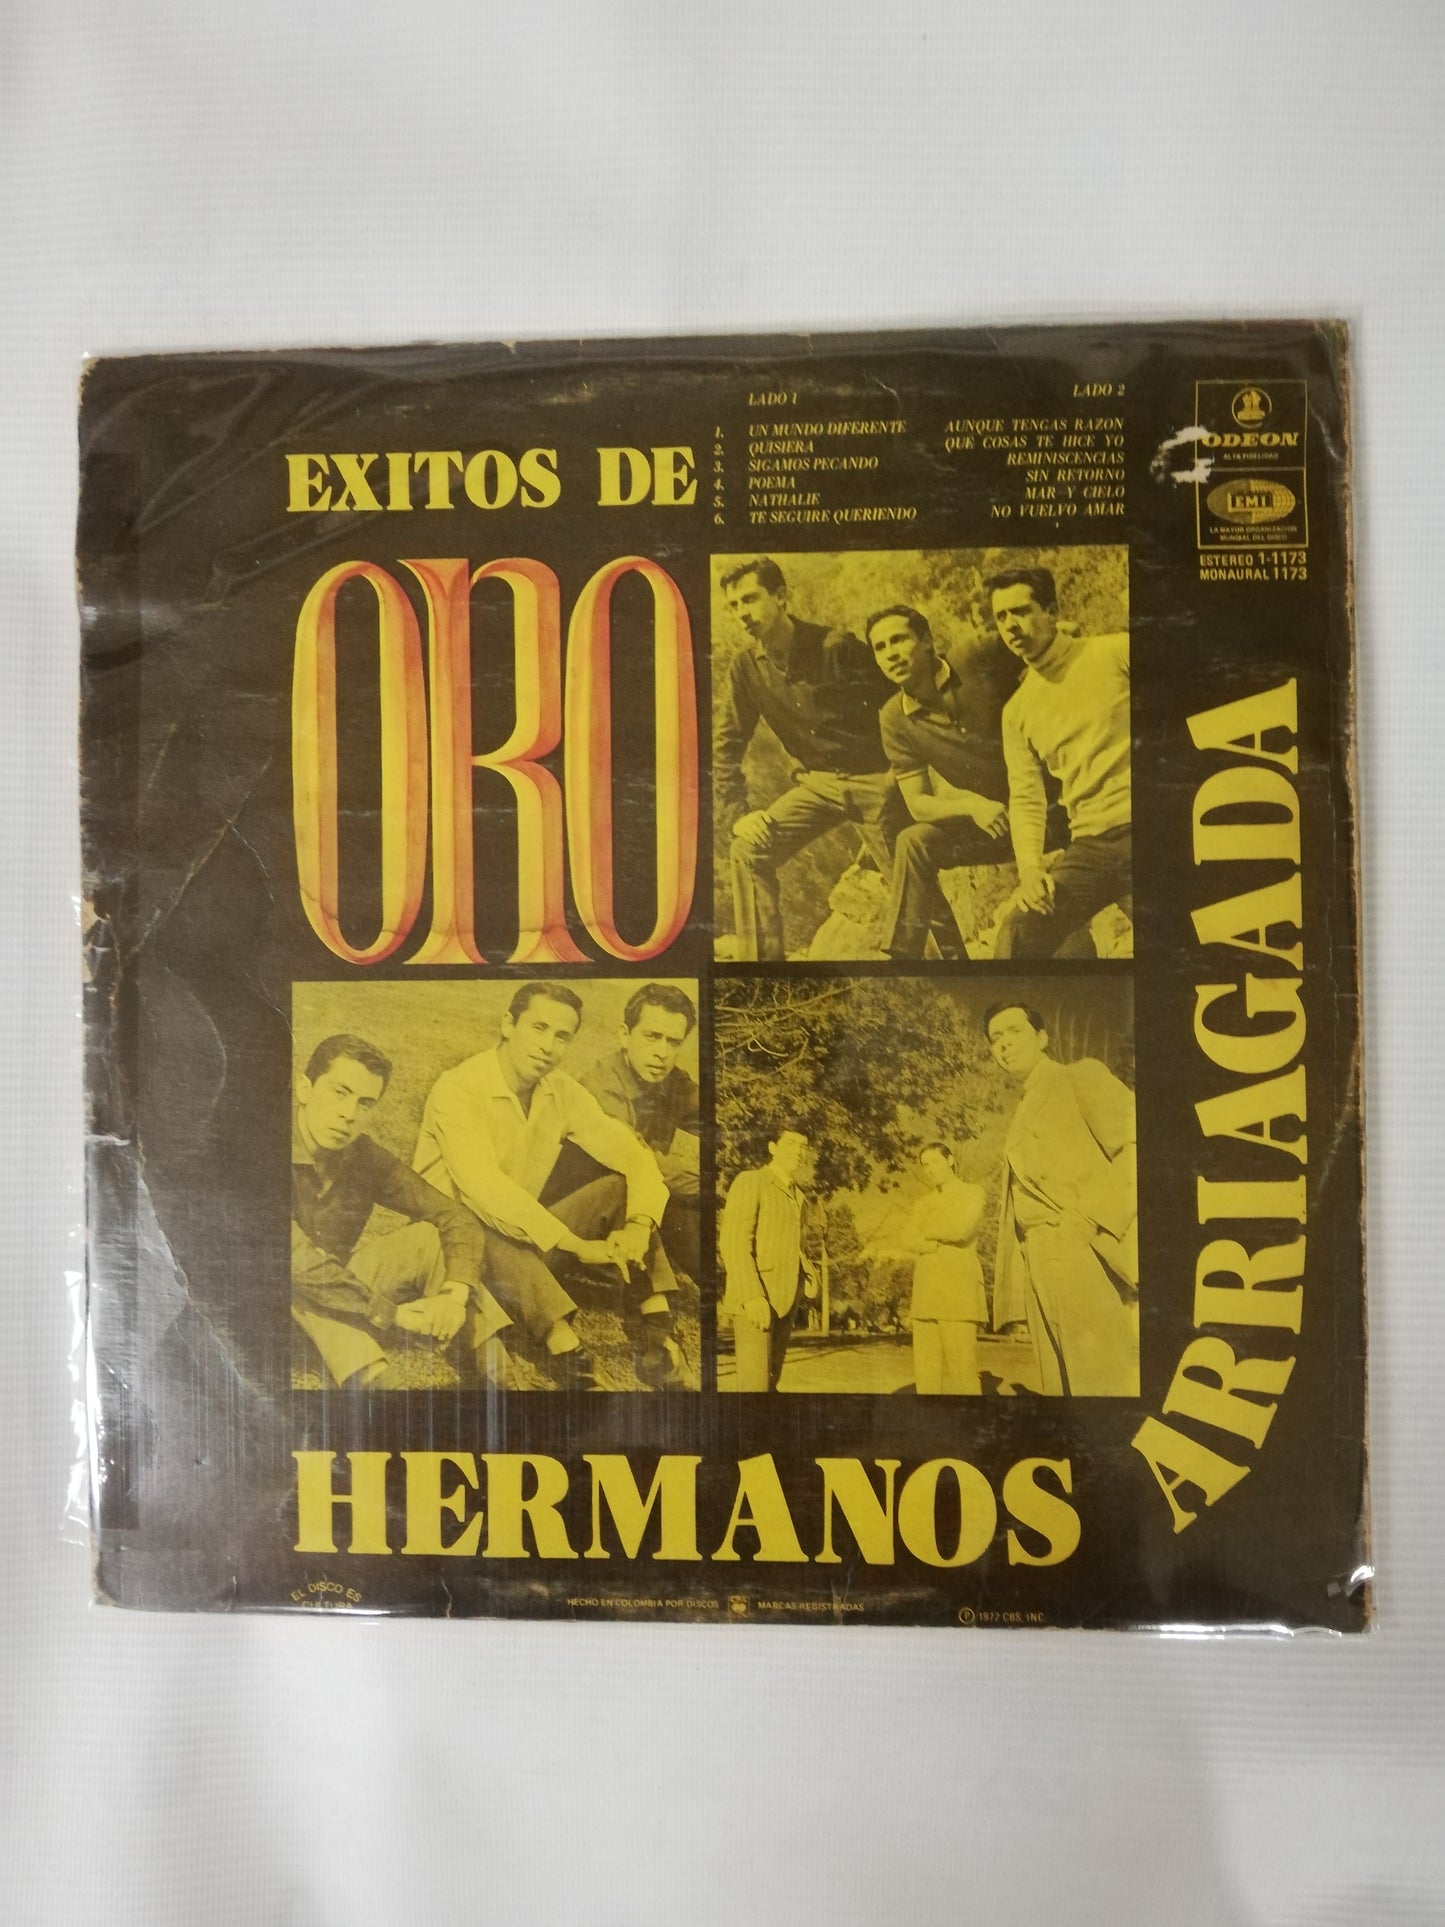 LADO 1
1. UN MUNDO DIFERENTE
2. QUISIERA
3. SIGAMOS PECANDO
4. POEMA
5. NATHALIE
6. TE SEGUIRE QUERIENDO
LADO 2
AUNQUE TENGAS RAZON
QUE COSAS TE HICE YO
REMINISCENCIAS
SIN RETORNO
MAR Y CIELO
NO VUELVO AMAR
ODEON
ALTA FIDELIDAD
EMI
LA MAYOR ORGANIZACION
MUNDIAL DEL DISCO
ESTEREO 1-1173
MONAURAL 1173
EXITOS DE
ORO
HERMANOS
ARRIAGADA
EL DISCO ES
CULTURA
HECHO EN COLOMBIA POR DISCOS CBS MARCAS REGISTRADAS
Ⓟ 1972 CBS, INC.